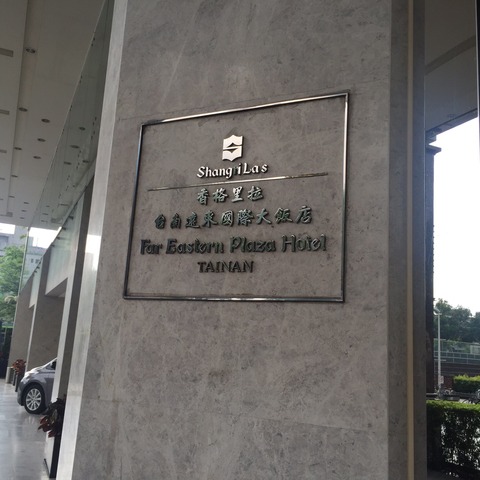 Shang iLa's
香格里拉
台南遠東國際大飯店
Far Eastern Plaza Hotel
TAINAN